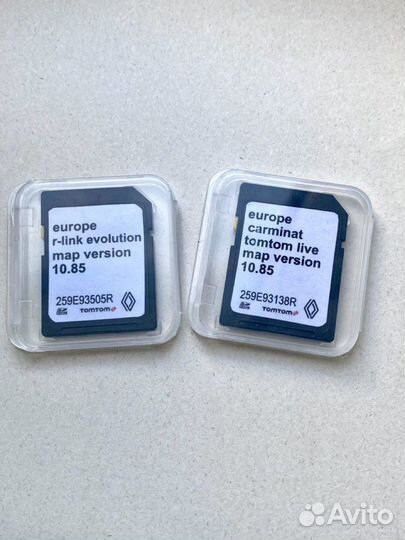 europe
r-link evolution
map version
10.85
259E93505R
TOMTOM
europe
carminat
tomtom live
map version
10.85
259E93138R
TOMTOM
Avito